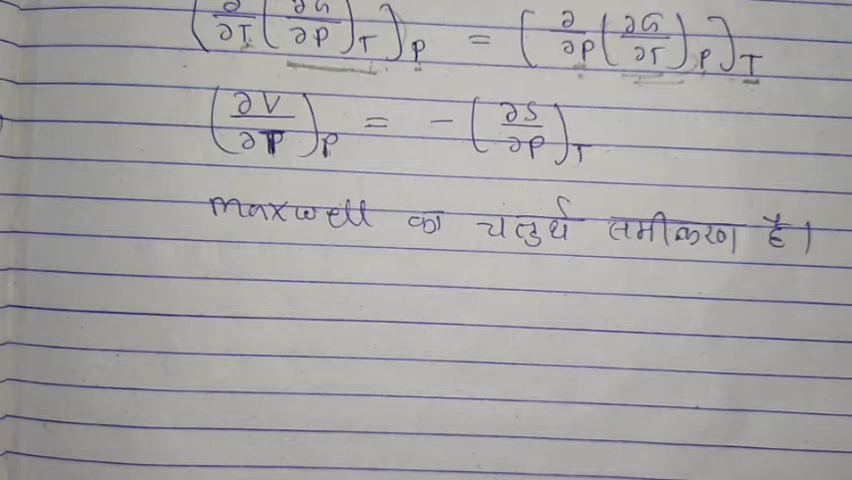 (∂/∂T (∂G/∂P)_T)_P = (∂/∂P (∂G/∂T)_P)_T
(∂V/∂T)_P = - (∂S/∂P)_T
maxwell का चतुर्थ समीकरण है।